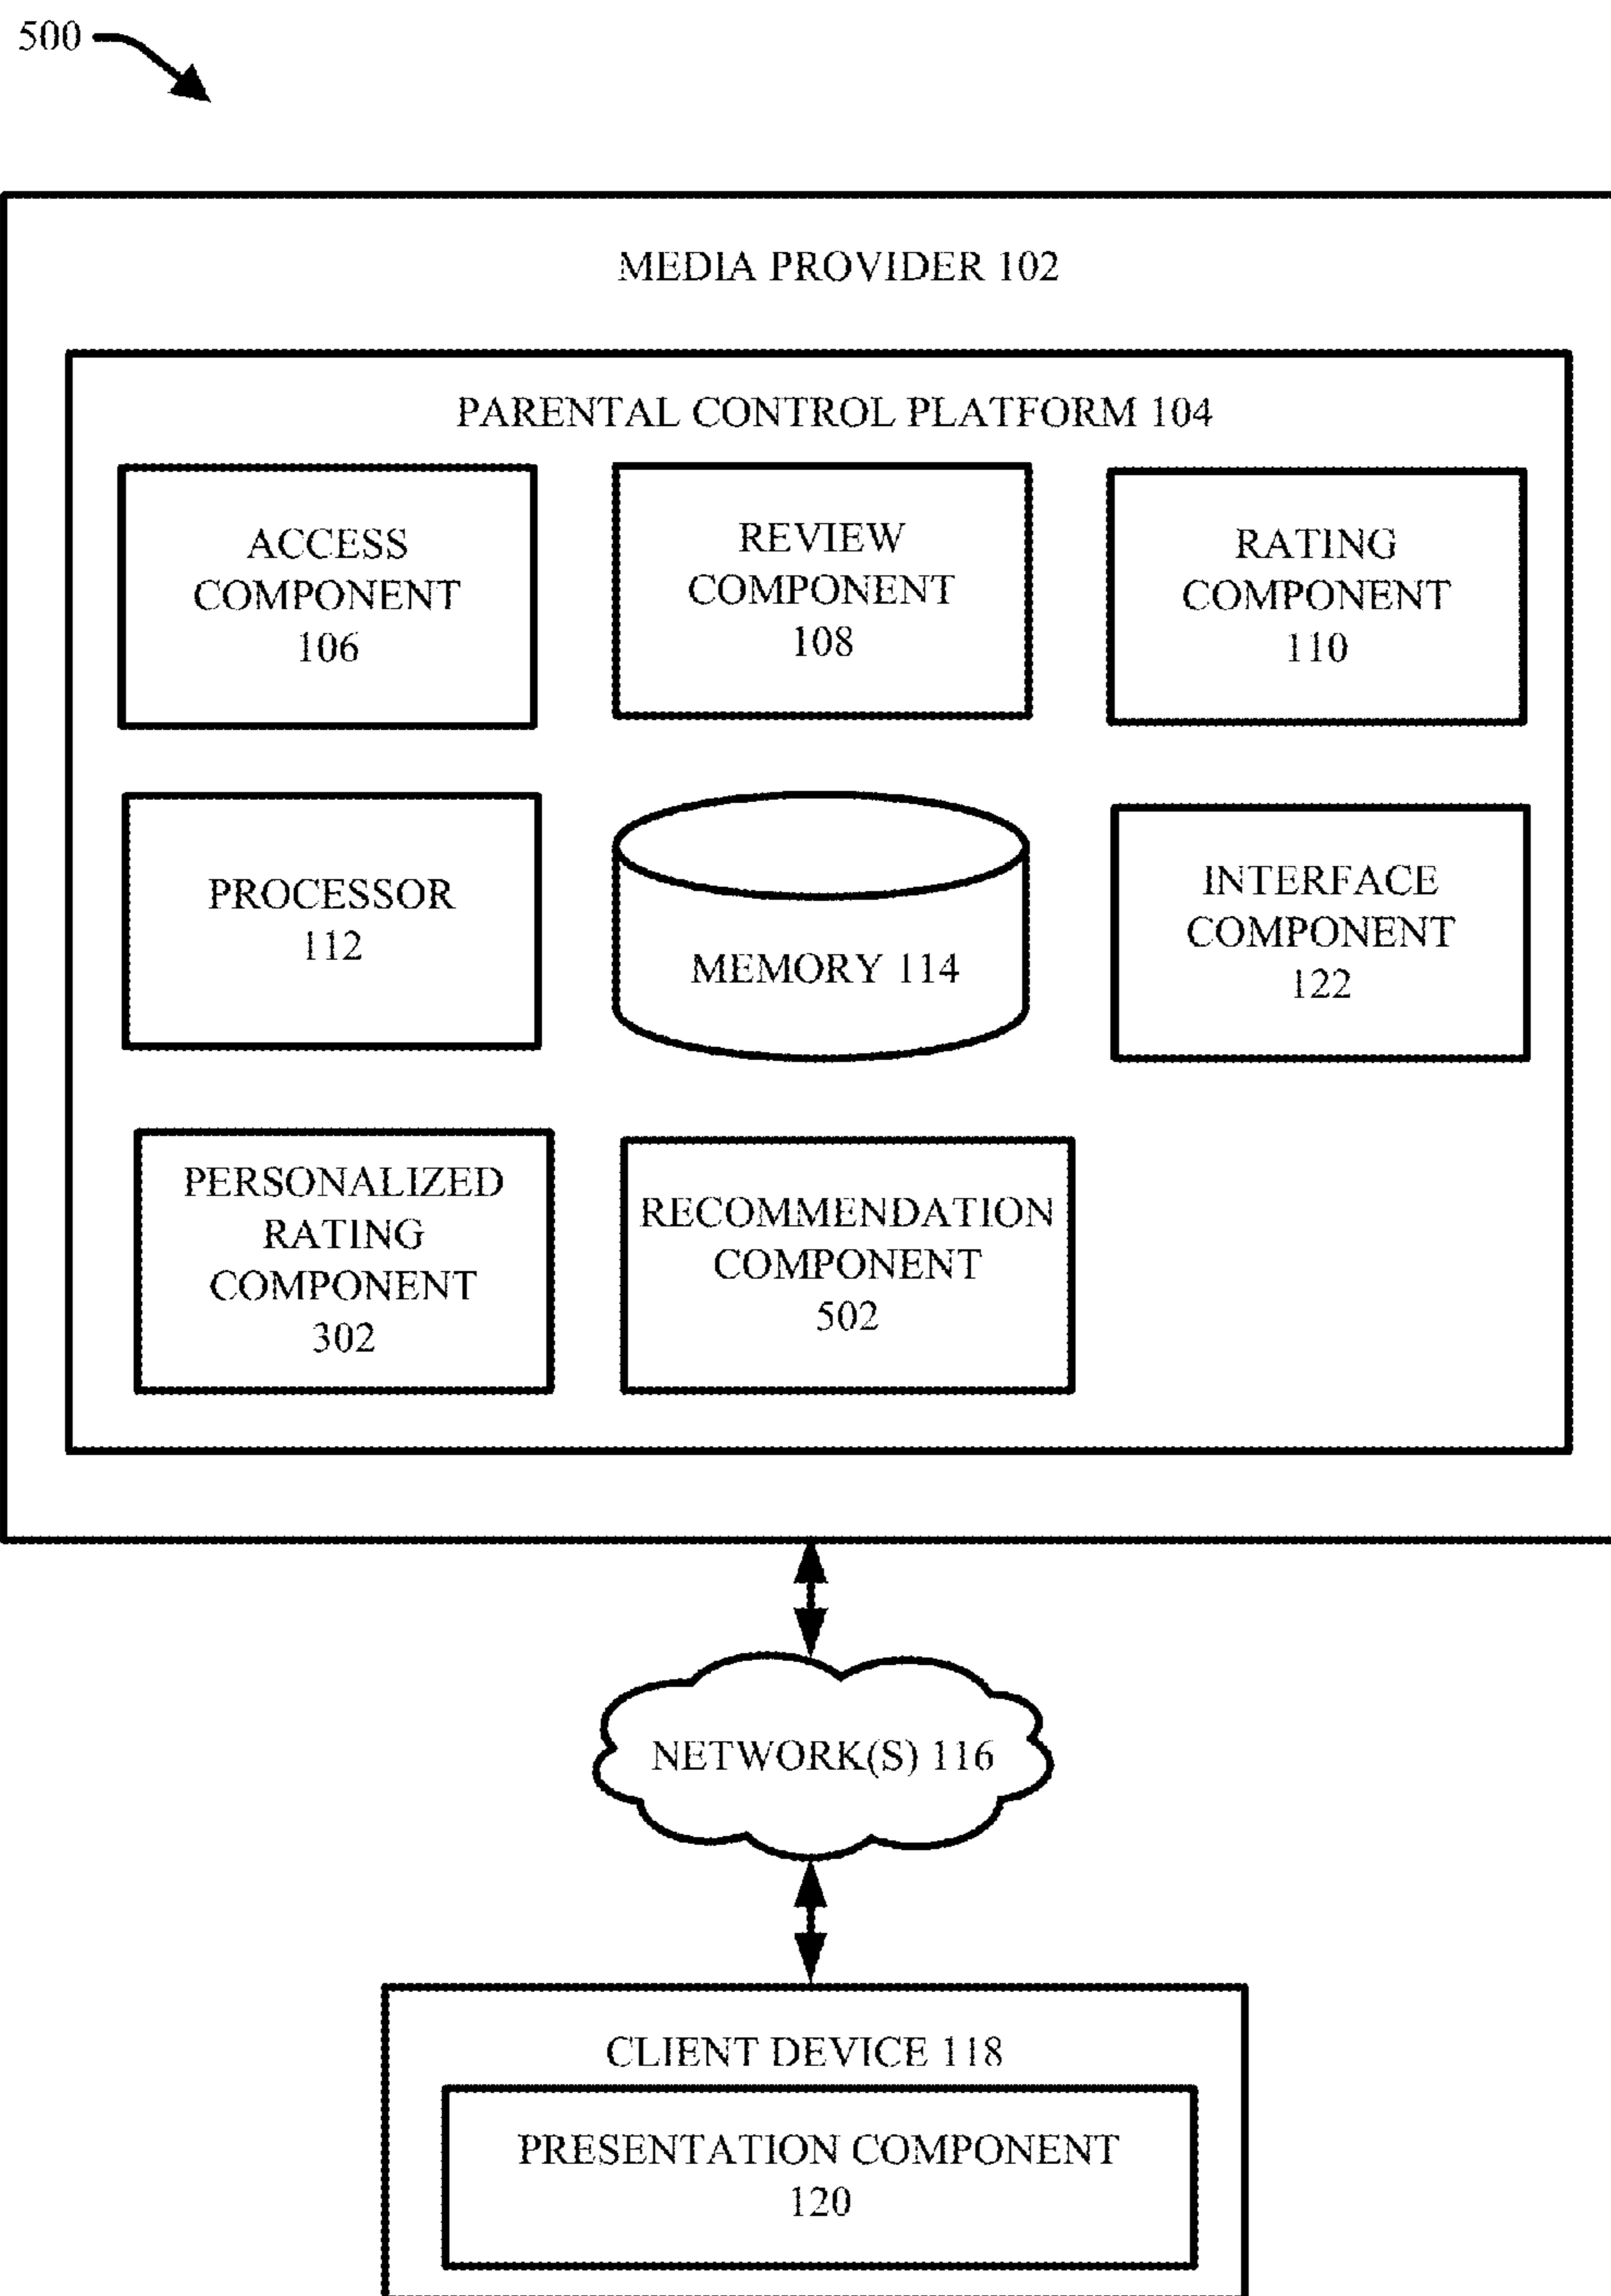 500
MEDIA PROVIDER 102
PARENTAL CONTROL PLATFORM 104
ACCESS
COMPONENT
106
REVIEW
COMPONENT
108
RATING
COMPONENT
110
PROCESSOR
112
MEMORY 114
INTERFACE
COMPONENT
122
PERSONALIZED
RATING
COMPONENT
302
RECOMMENDATION
COMPONENT
502
NETWORK(S) 116
CLIENT DEVICE 118
PRESENTATION COMPONENT
120